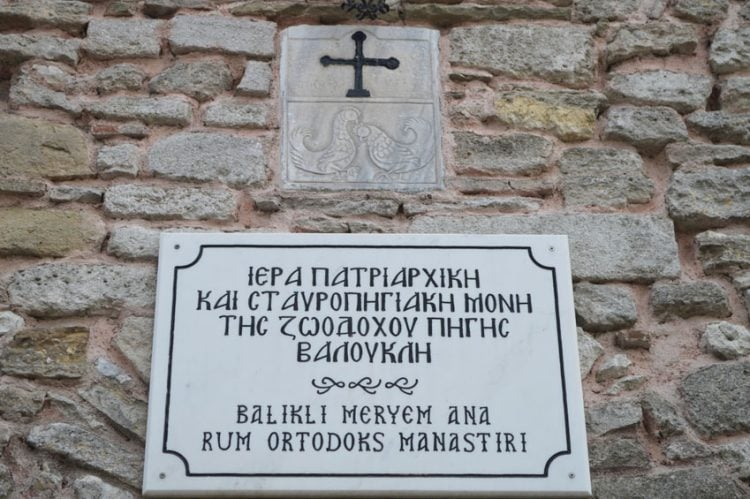 ΙΕΡΑ ΠΑΤΡΙΑΡΧΙΚΗ
ΚΑΙ ΣΤΑΥΡΟΠΗΓΙΑΚΗ ΜΟΝΗ
ΤΗΣ ΖΩΟΔΟΧΟΥ ΠΗΓΗΣ
ΒΑΛΟΥΚΛΗ
BALIKLI MERYEM ANA
RUM ORTODOKS MANASTIRI